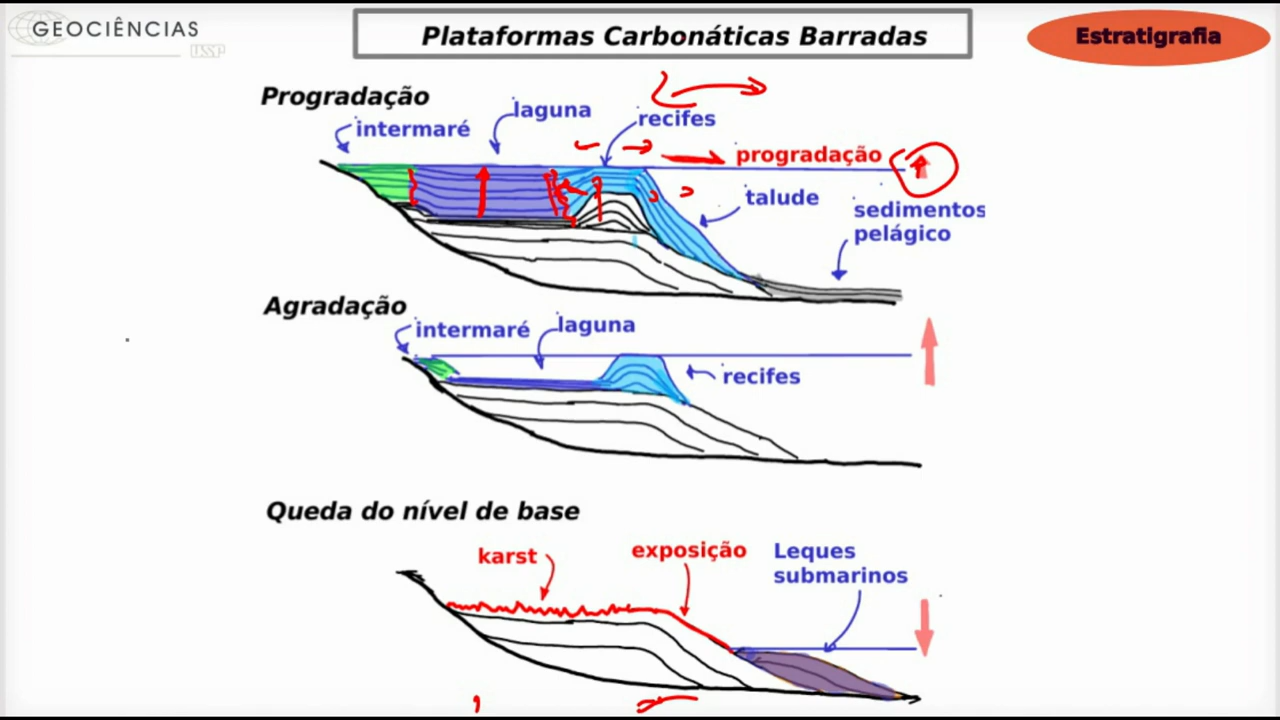 GEOCIÊNCIAS
USP
Plataformas Carbonáticas Barradas
Estratigrafia
Progradação
laguna
intermaré
recifes
progradação
talude
sedimentos
pelágico
Agradação
intermaré
laguna
recifes
Queda do nível de base
karst
exposição
Leques
submarinos